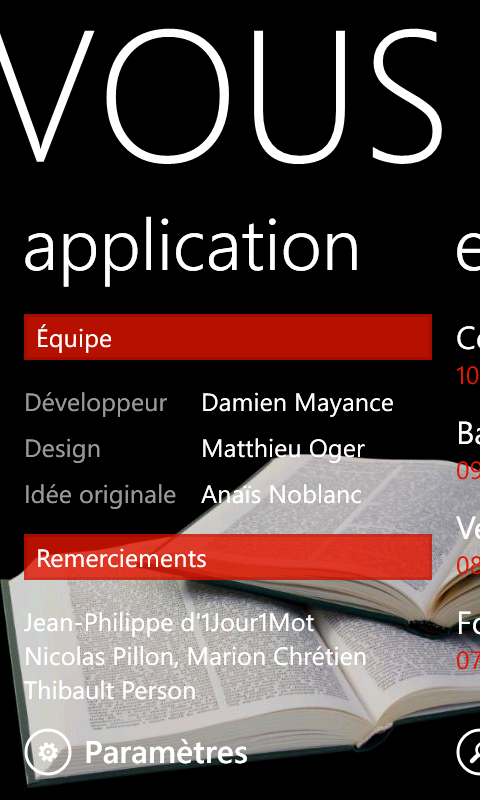 VOUS
application
Équipe
Développeur Damien Mayance
Design Matthieu Oger
Idée originale Anaïs Noblanc
Remerciements
Jean-Philippe d'1Jour1Mot
Nicolas Pillon, Marion Chrétien
Thibault Person
Paramètres
e
Co
10
Ba
09
Ve
08
Fo
07